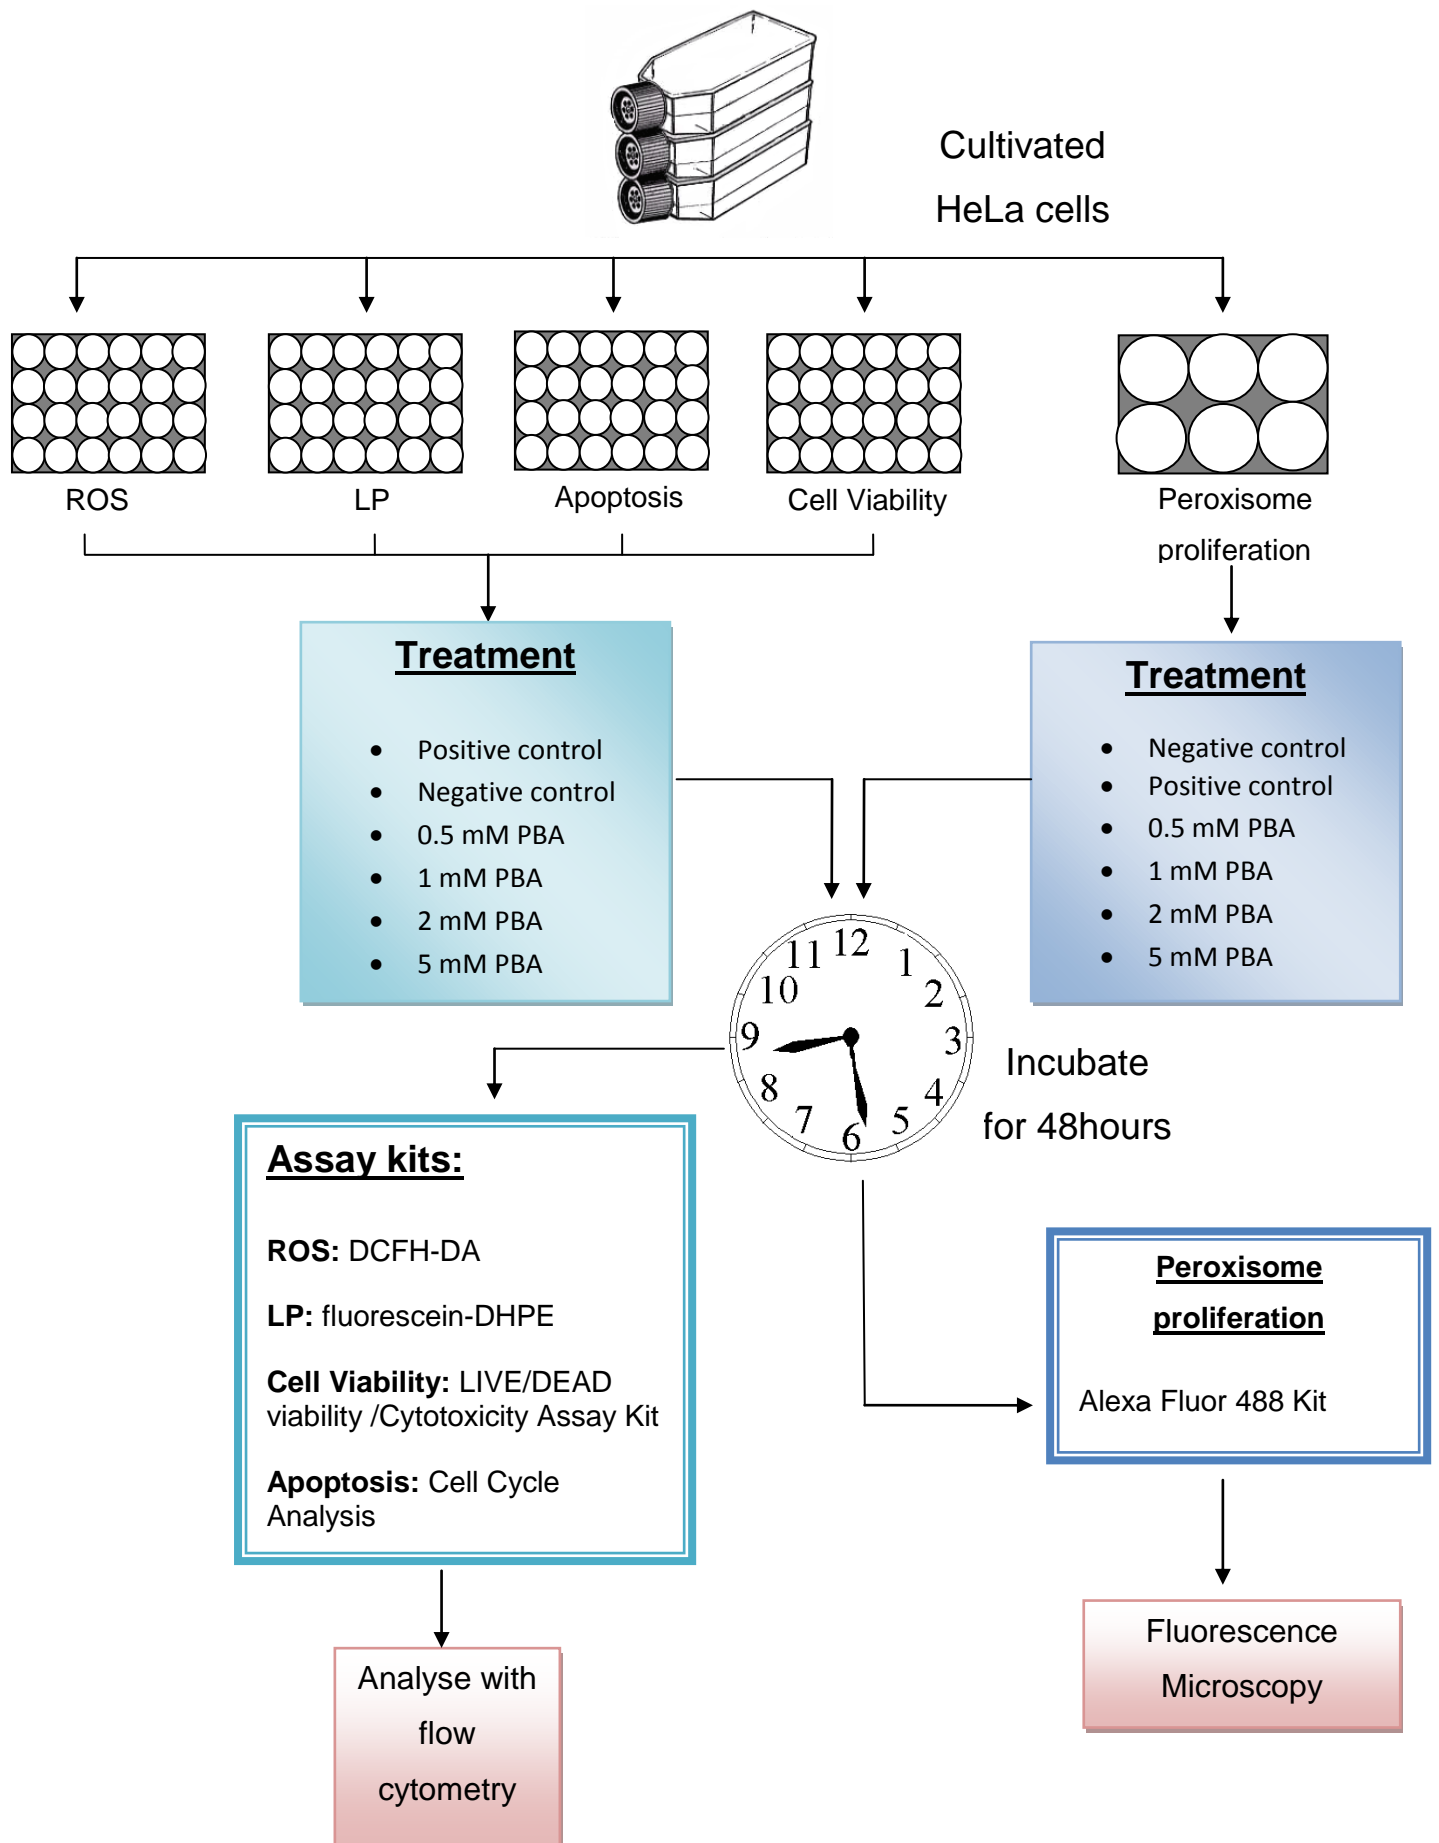 Cultivated
HeLa cells
ROS
LP
Apoptosis
Cell Viability
Peroxisome
proliferation
Treatment
• Positive control
• Negative control
• 0.5 mM PBA
• 1 mM PBA
• 2 mM PBA
• 5 mM PBA
Treatment
• Negative control
• Positive control
• 0.5 mM PBA
• 1 mM PBA
• 2 mM PBA
• 5 mM PBA
12
1
2
3
4
5
6
7
8
9
10
11
Incubate
for 48hours
Assay kits:
ROS: DCFH-DA
LP: fluorescein-DHPE
Cell Viability: LIVE/DEAD
viability /Cytotoxicity Assay Kit
Apoptosis: Cell Cycle
Analysis
Peroxisome
proliferation
Alexa Fluor 488 Kit
Analyse with
flow
cytometry
Fluorescence
Microscopy